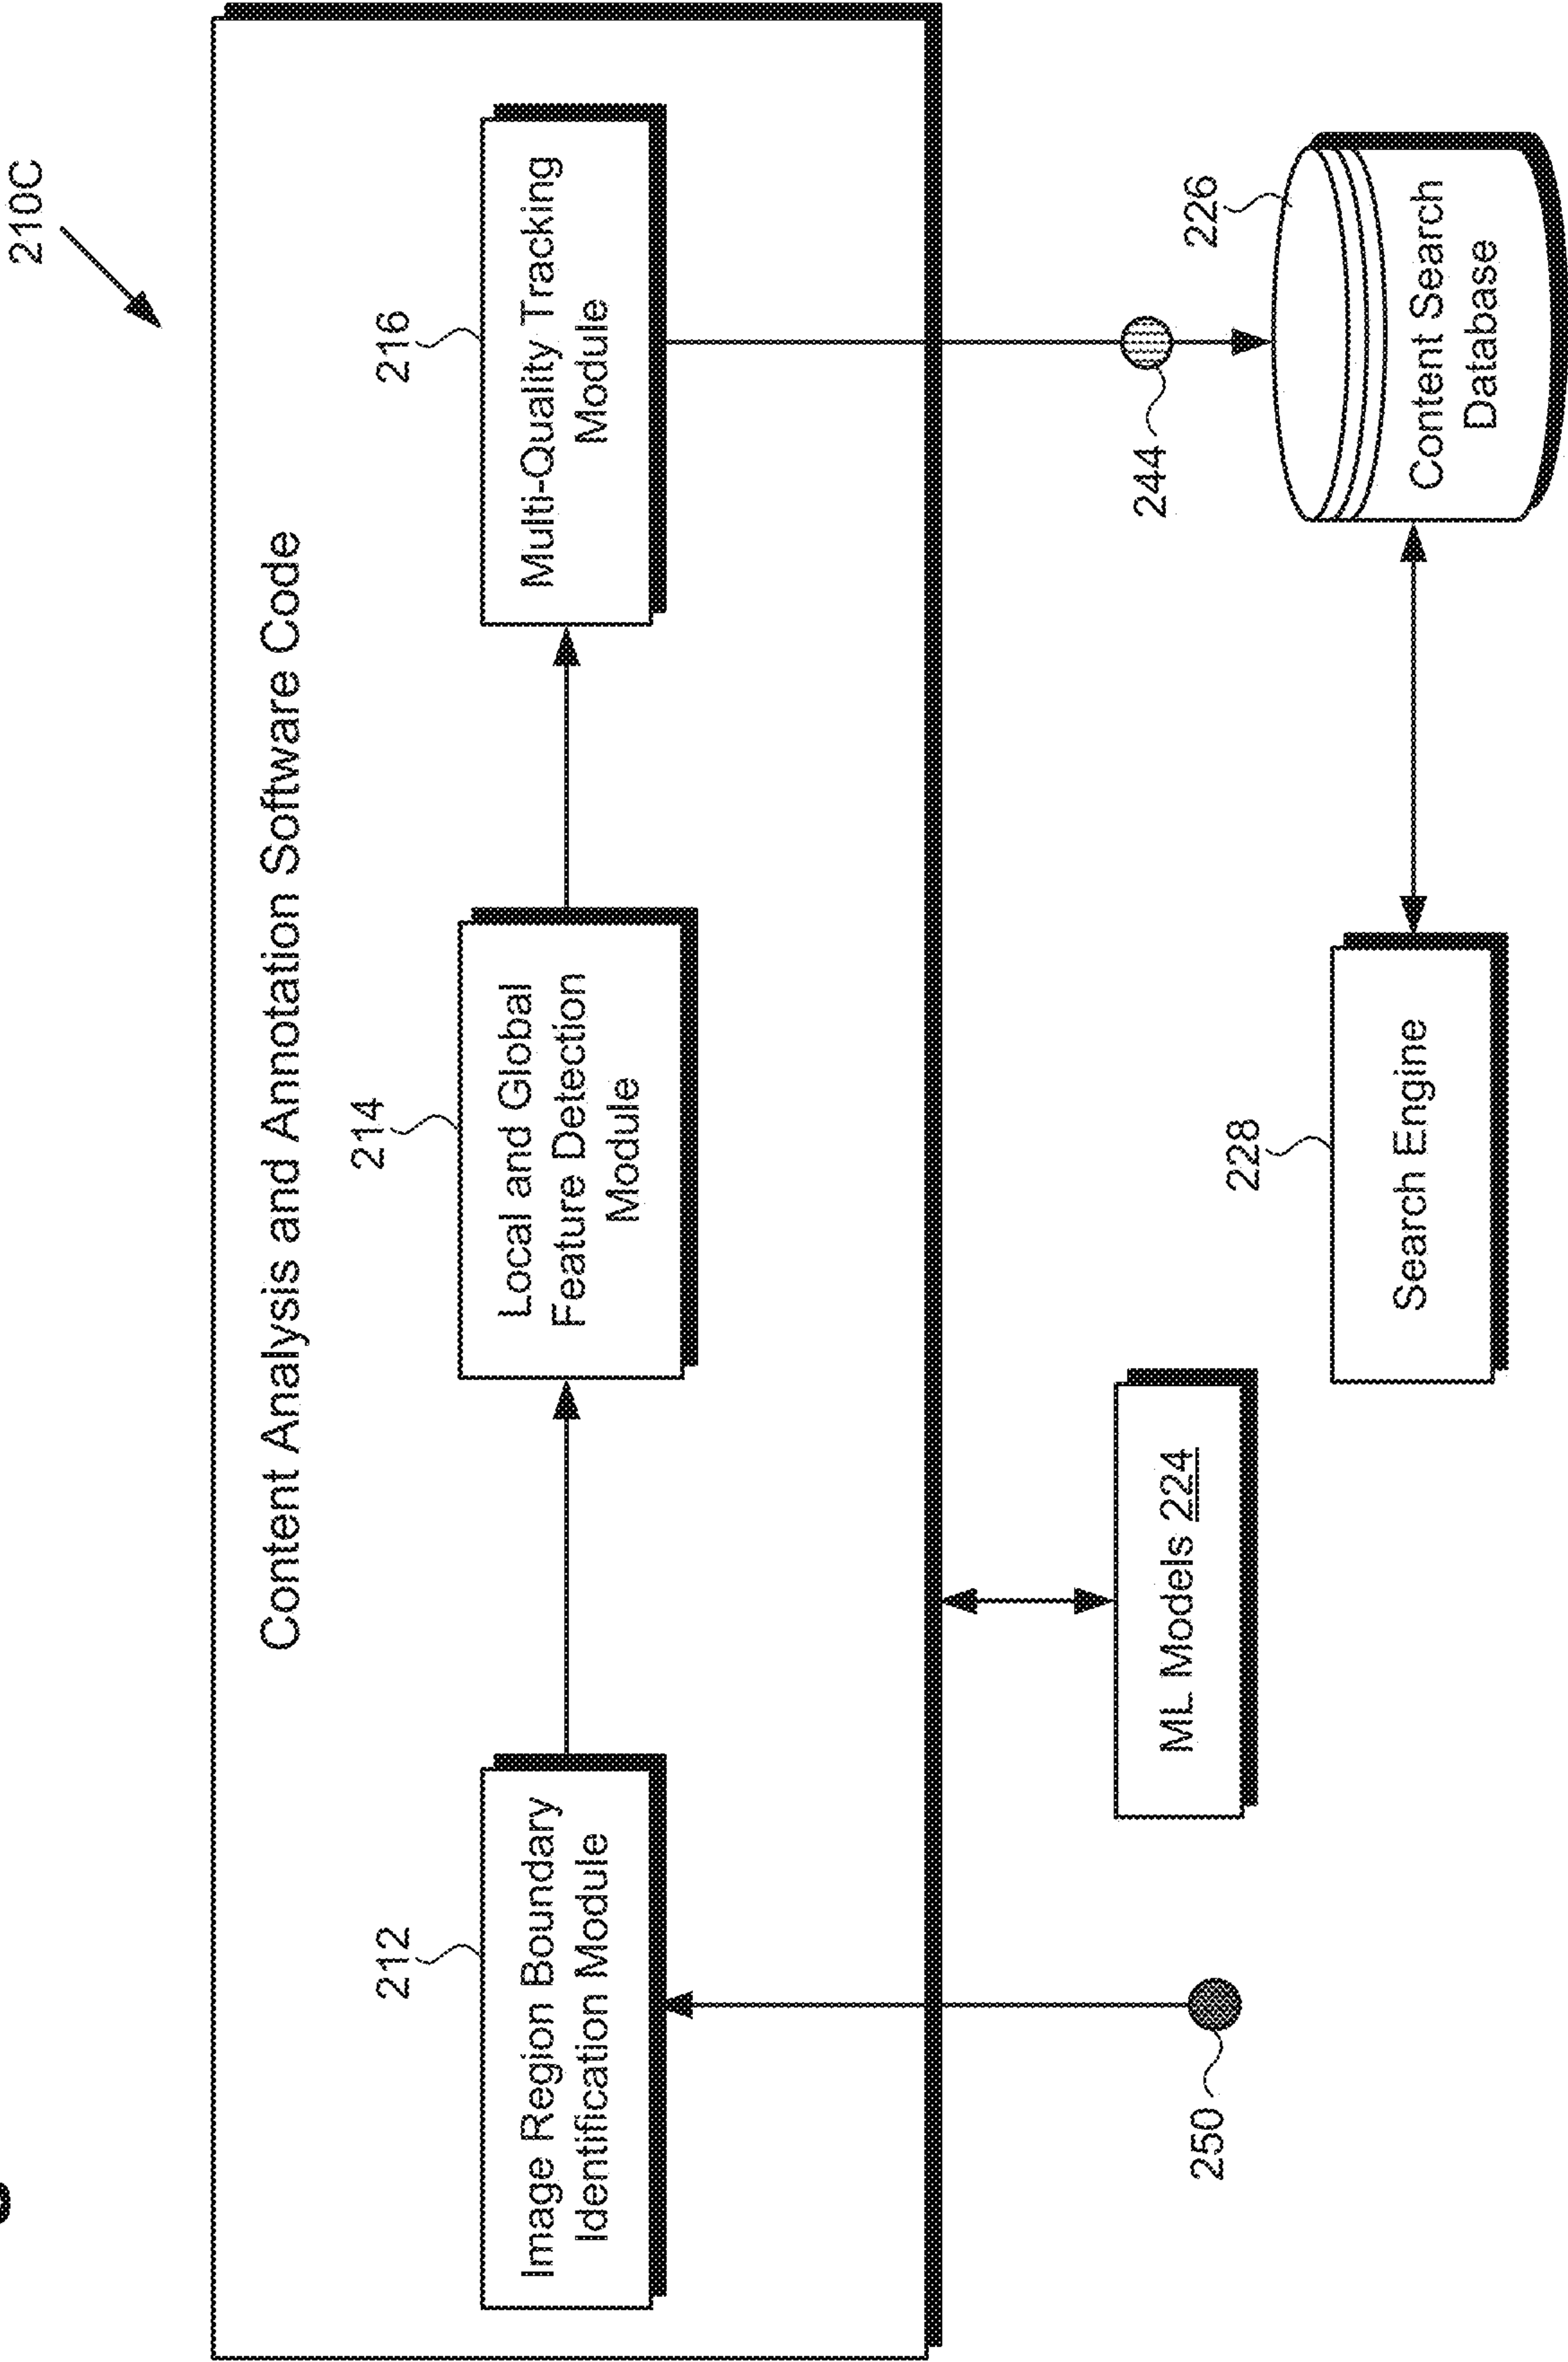 210C
Content Analysis and Annotation Software Code
212
Image Region Boundary
Identification Module
214
Local and Global
Feature Detection
Module
216
Multi-Quality Tracking
Module
250
ML Models 224
244
228
Search Engine
226
Content Search
Database